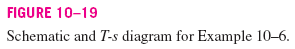 FIGURE 10–19
Schematic and T-s diagram for Example 10–6.